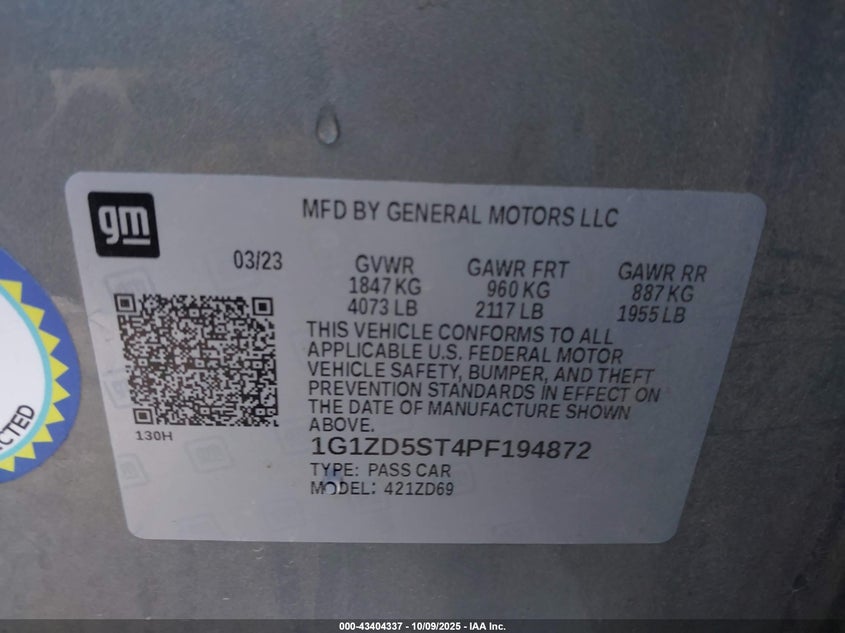 gm
MFD BY GENERAL MOTORS LLC
03/23
GVWR
1847 KG
4073 LB
GAWR FRT
960 KG
2117 LB
GAWR RR
887 KG
1955 LB
THIS VEHICLE CONFORMS TO ALL
APPLICABLE U.S. FEDERAL MOTOR
VEHICLE SAFETY, BUMPER, AND THEFT
PREVENTION STANDARDS IN EFFECT ON
THE DATE OF MANUFACTURE SHOWN
ABOVE.
130H
1G1ZD5ST4PF194872
TYPE: PASS CAR
MODEL: 421ZD69
000-43404337 - 10/09/2025 - IAA Inc.